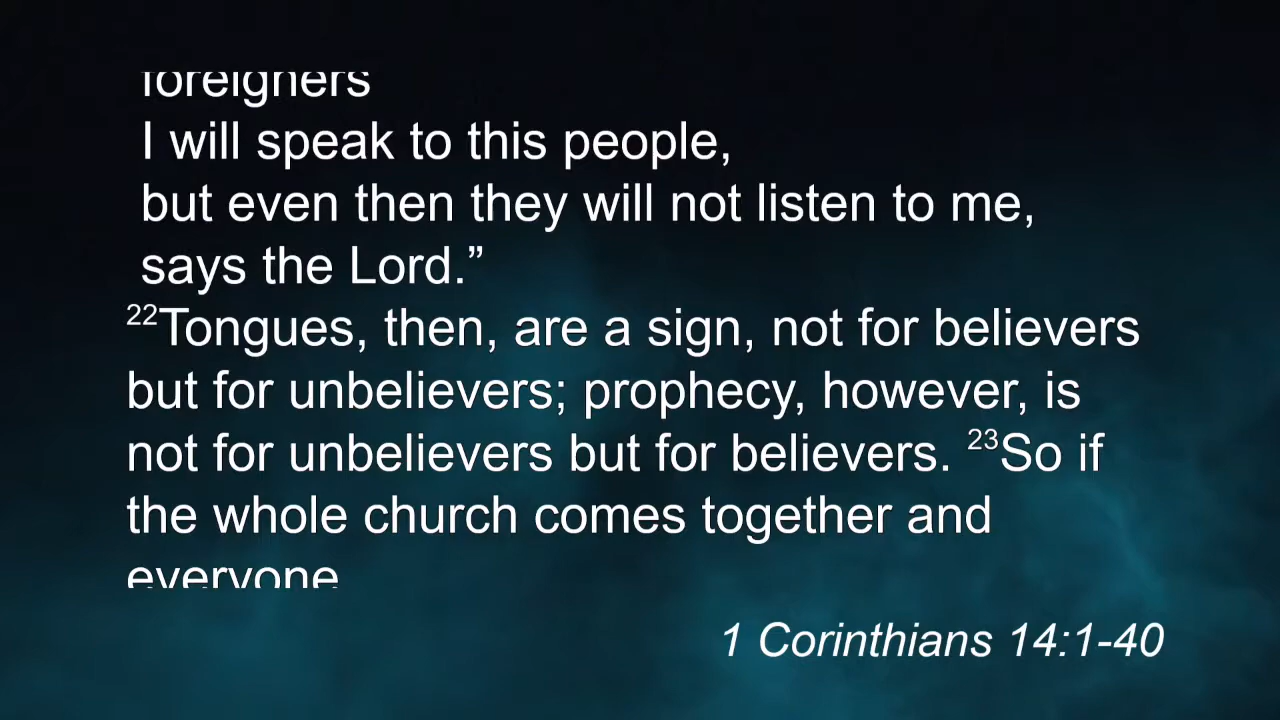 foreigners
I will speak to this people,
but even then they will not listen to me,
says the Lord.”
²²Tongues, then, are a sign, not for believers
but for unbelievers; prophecy, however, is
not for unbelievers but for believers. ²³So if
the whole church comes together and
everyone
1 Corinthians 14:1-40